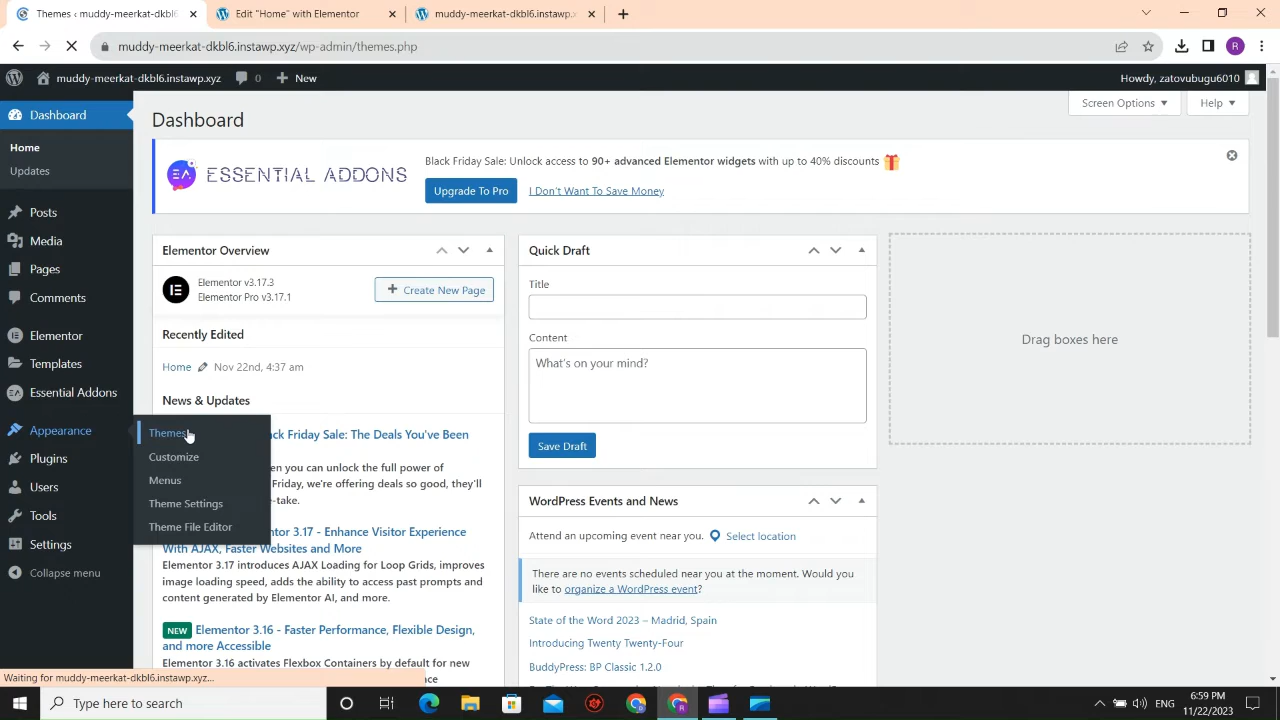 Themes ‹ muddy-meerkat-dkbl6.i
Edit "Home" with Elementor
muddy-meerkat-dkbl6.instawp.xy
muddy-meerkat-dkbl6.instawp.xyz/wp-admin/themes.php
R
muddy-meerkat-dkbl6.instawp.xyz
0
New
Howdy, zatovubugu6010
Dashboard
Home
Updates
Posts
Media
Pages
Comments
Elementor
Templates
Essential Addons
Appearance
Plugins
Users
Tools
Settings
Collapse menu
Themes
Customize
Menus
Theme Settings
Theme File Editor
Screen Options
Help
Dashboard
EA ESSENTIAL ADDONS
Black Friday Sale: Unlock access to 90+ advanced Elementor widgets with up to 40% discounts
Upgrade To Pro
I Don't Want To Save Money
Elementor Overview
Elementor v3.17.3
Elementor Pro v3.17.1
Create New Page
Recently Edited
Home Nov 22nd, 4:37 am
News & Updates
ck Friday Sale: The Deals You've Been
en you can unlock the full power of
Friday, we're offering deals so good, they'll
-take.
ntor 3.17 - Enhance Visitor Experience
With AJAX, Faster Websites and More
Elementor 3.17 introduces AJAX Loading for Loop Grids, improves
image loading speed, adds the ability to access past prompts and
content generated by Elementor AI, and more.
NEW Elementor 3.16 - Faster Performance, Flexible Design,
and more Accessible
Elementor 3.16 activates Flexbox Containers by default for new
Quick Draft
Title
Content
What's on your mind?
Save Draft
WordPress Events and News
Attend an upcoming event near you. Select location
There are no events scheduled near you at the moment. Would you
like to organize a WordPress event?
State of the Word 2023 – Madrid, Spain
Introducing Twenty Twenty-Four
BuddyPress: BP Classic 1.2.0
Drag boxes here
Waiting for muddy-meerkat-dkbl6.instawp.xyz...
Type here to search
ENG
6:59 PM
11/22/2023